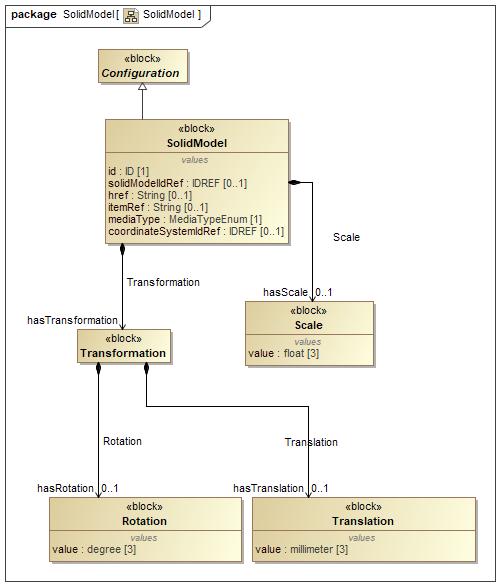 package SolidModel [ SolidModel ]
«block»
Configuration
«block»
SolidModel
values
id : ID [1]
solidModelIdRef : IDREF [0..1]
href : String [0..1]
itemRef : String [0..1]
mediaType : MediaTypeEnum [1]
coordinateSystemIdRef : IDREF [0..1]
Scale
Transformation
hasScale 0..1
hasTransformation
«block»
Scale
values
value : float [3]
«block»
Transformation
Rotation
Translation
hasRotation 0..1
hasTranslation 0..1
«block»
Rotation
values
value : degree [3]
«block»
Translation
values
value : millimeter [3]